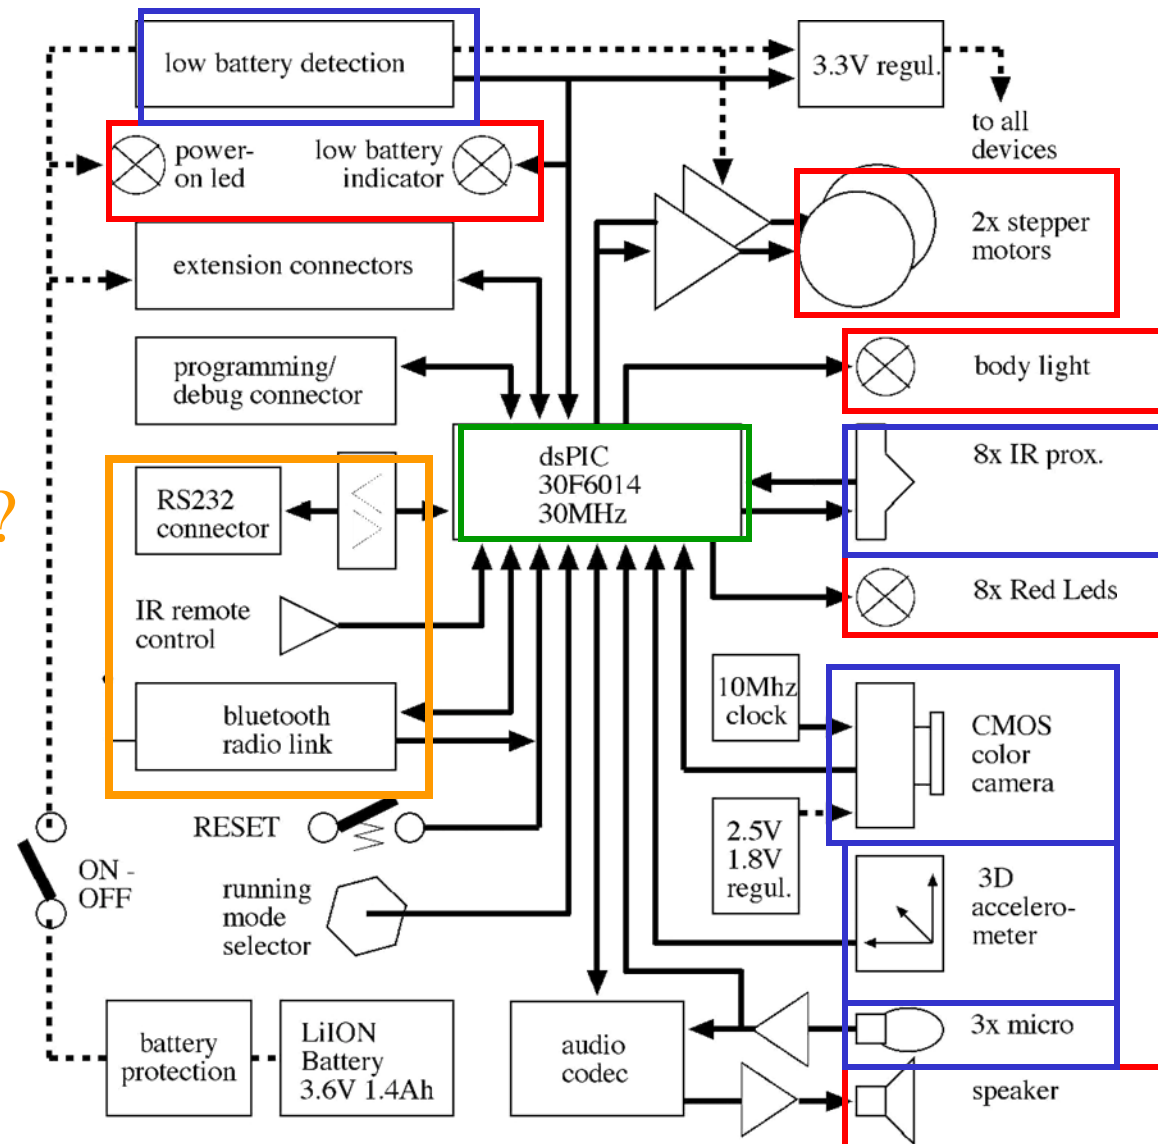 low battery detection
3.3V regul.
to all
devices
power-
on led
low battery
indicator
2x stepper
motors
extension connectors
programming/
debug connector
body light
dsPIC
30F6014
30MHz
8x IR prox.
?
RS232
connector
8x Red Leds
IR remote
control
10Mhz
clock
bluetooth
radio link
CMOS
color
camera
RESET
2.5V
1.8V
regul.
ON -
OFF
running
mode
selector
3D
accelero-
meter
3x micro
battery
protection
LiION
Battery
3.6V 1.4Ah
audio
codec
speaker